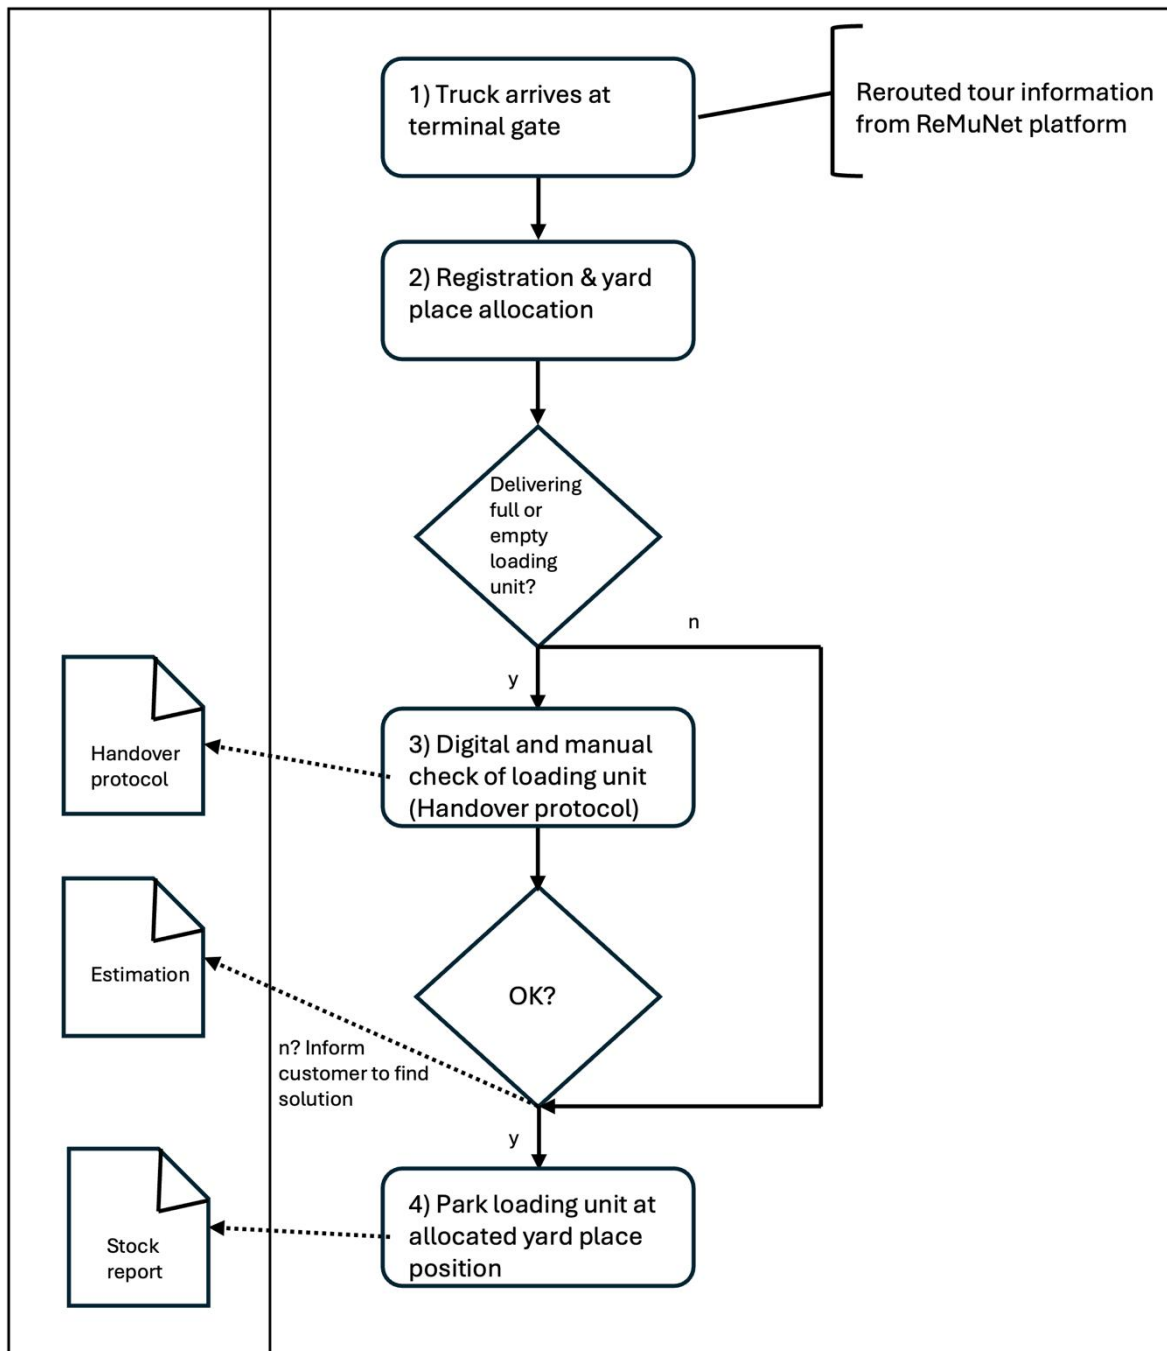 1) Truck arrives at
terminal gate
Rerouted tour information
from ReMuNet platform
2) Registration & yard
place allocation
Delivering
full or
empty
loading
unit?
n
y
Handover
protocol
3) Digital and manual
check of loading unit
(Handover protocol)
Estimation
OK?
n? Inform
customer to find
solution
y
Stock
report
4) Park loading unit at
allocated yard place
position